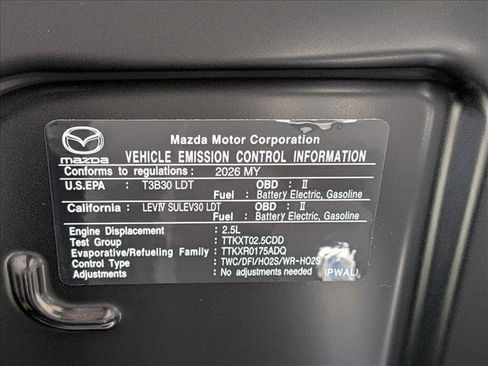 Mazda Motor Corporation
mazda VEHICLE EMISSION CONTROL INFORMATION
Conforms to regulations: 2026 MY
U.S.EPA : T3B30 LDT OBD : II
Fuel : Battery Electric, Gasoline
California : LEVIV SULEV30 LDT OBD : II
Fuel : Battery Electric, Gasoline
Engine Displacement : 2.5L
Test Group : TTKXT02.5CDD
Evaporative/Refueling Family : TTKXR0175ADQ
Control Type : TWC/DFI/HO2S/WR-HO2S
Adjustments : No adjustments needed (PWAL)